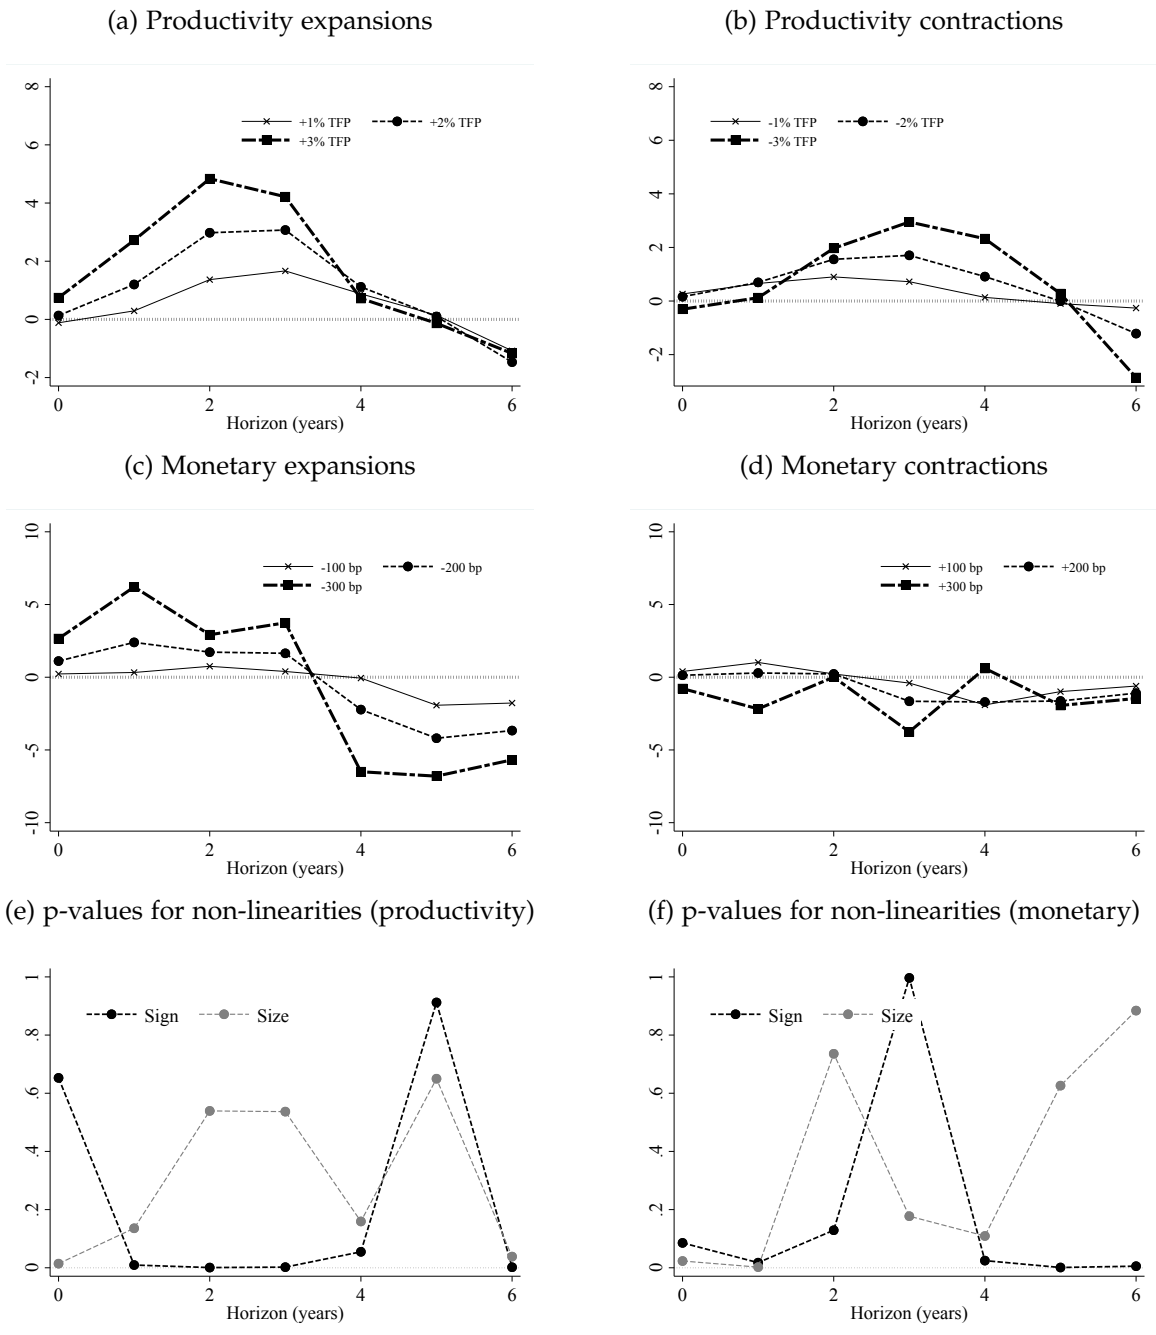 (a) Productivity expansions
8
6
4
2
0
-2
+1% TFP
+2% TFP
+3% TFP
0 2 4 6
Horizon (years)
(b) Productivity contractions
8
6
4
2
0
-2
-1% TFP
-2% TFP
-3% TFP
0 2 4 6
Horizon (years)
(c) Monetary expansions
10
5
0
-5
-10
-100 bp
-200 bp
-300 bp
0 2 4 6
Horizon (years)
(d) Monetary contractions
10
5
0
-5
-10
+100 bp
+200 bp
+300 bp
0 2 4 6
Horizon (years)
(e) p-values for non-linearities (productivity)
1
.8
.6
.4
.2
0
Sign
Size
0 2 4 6
Horizon (years)
(f) p-values for non-linearities (monetary)
1
.8
.6
.4
.2
0
Sign
Size
0 2 4 6
Horizon (years)